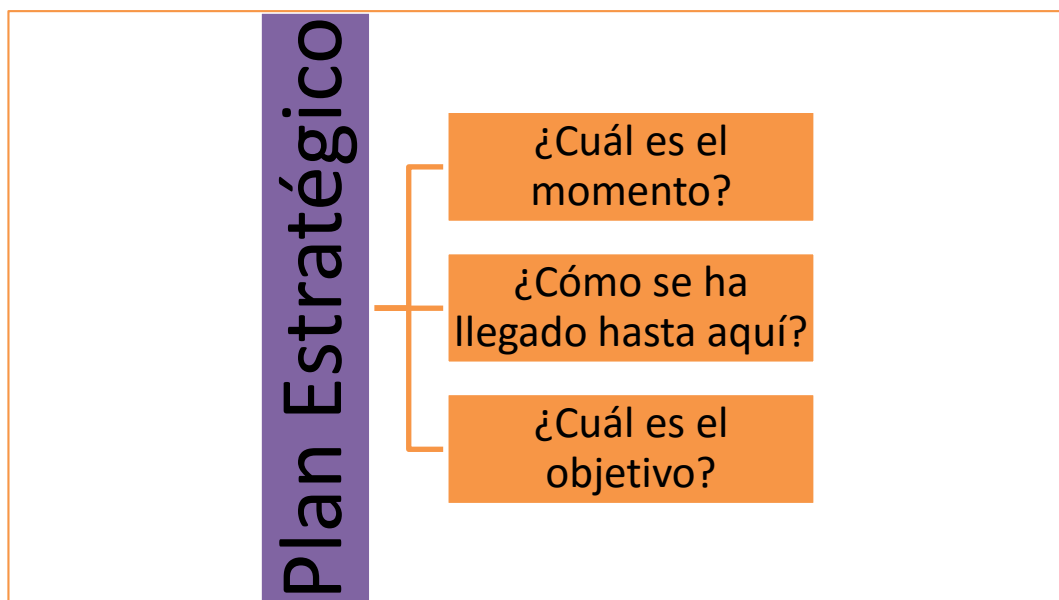 Plan Estratégico
¿Cuál es el
momento?
¿Cómo se ha
llegado hasta aquí?
¿Cuál es el
objetivo?